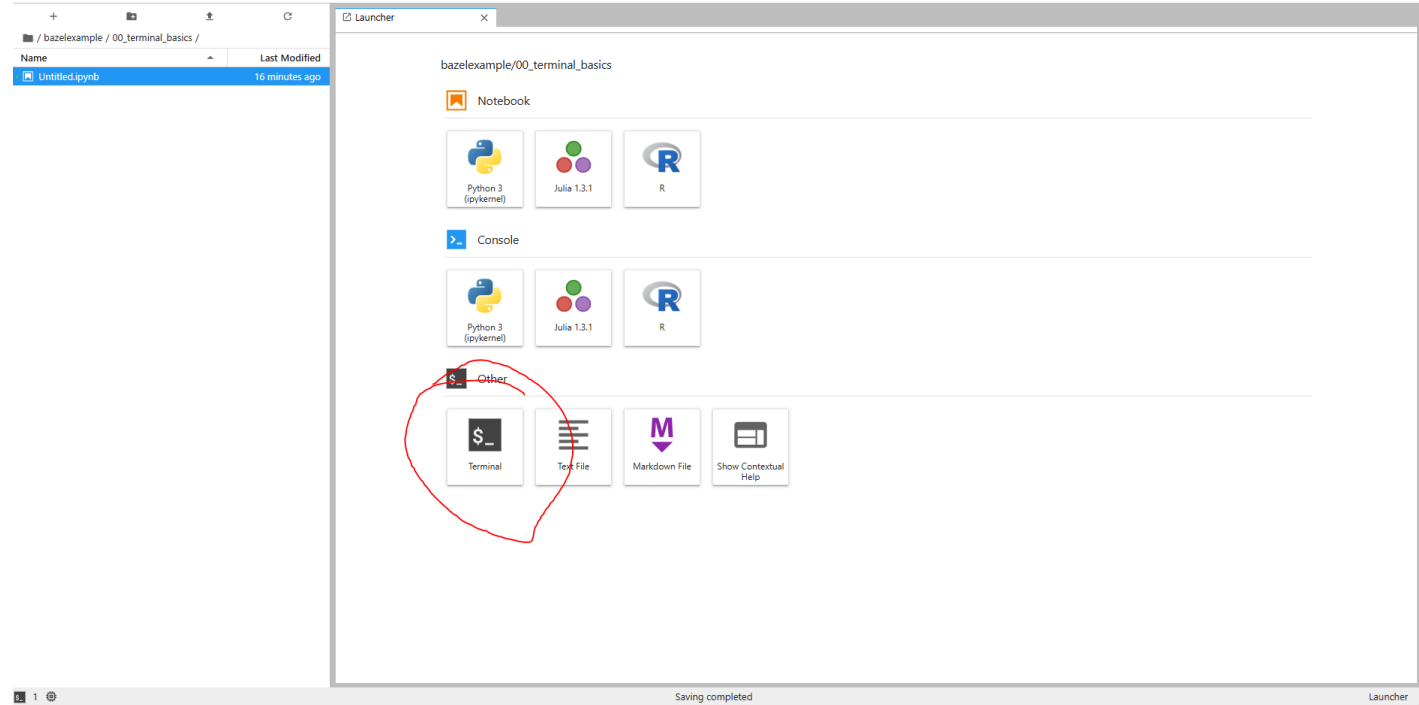 Launcher
/ bazelexample / 00_terminal_basics /
Name Last Modified
Untitled.ipynb 16 minutes ago
bazelexample/00_terminal_basics
Notebook
Python 3
(ipykernel)
Julia 1.3.1
R
Console
Python 3
(ipykernel)
Julia 1.3.1
R
$_ Other
$_
Terminal
Text File
M
Markdown File
Show Contextual
Help
$_ 1 Saving completed Launcher